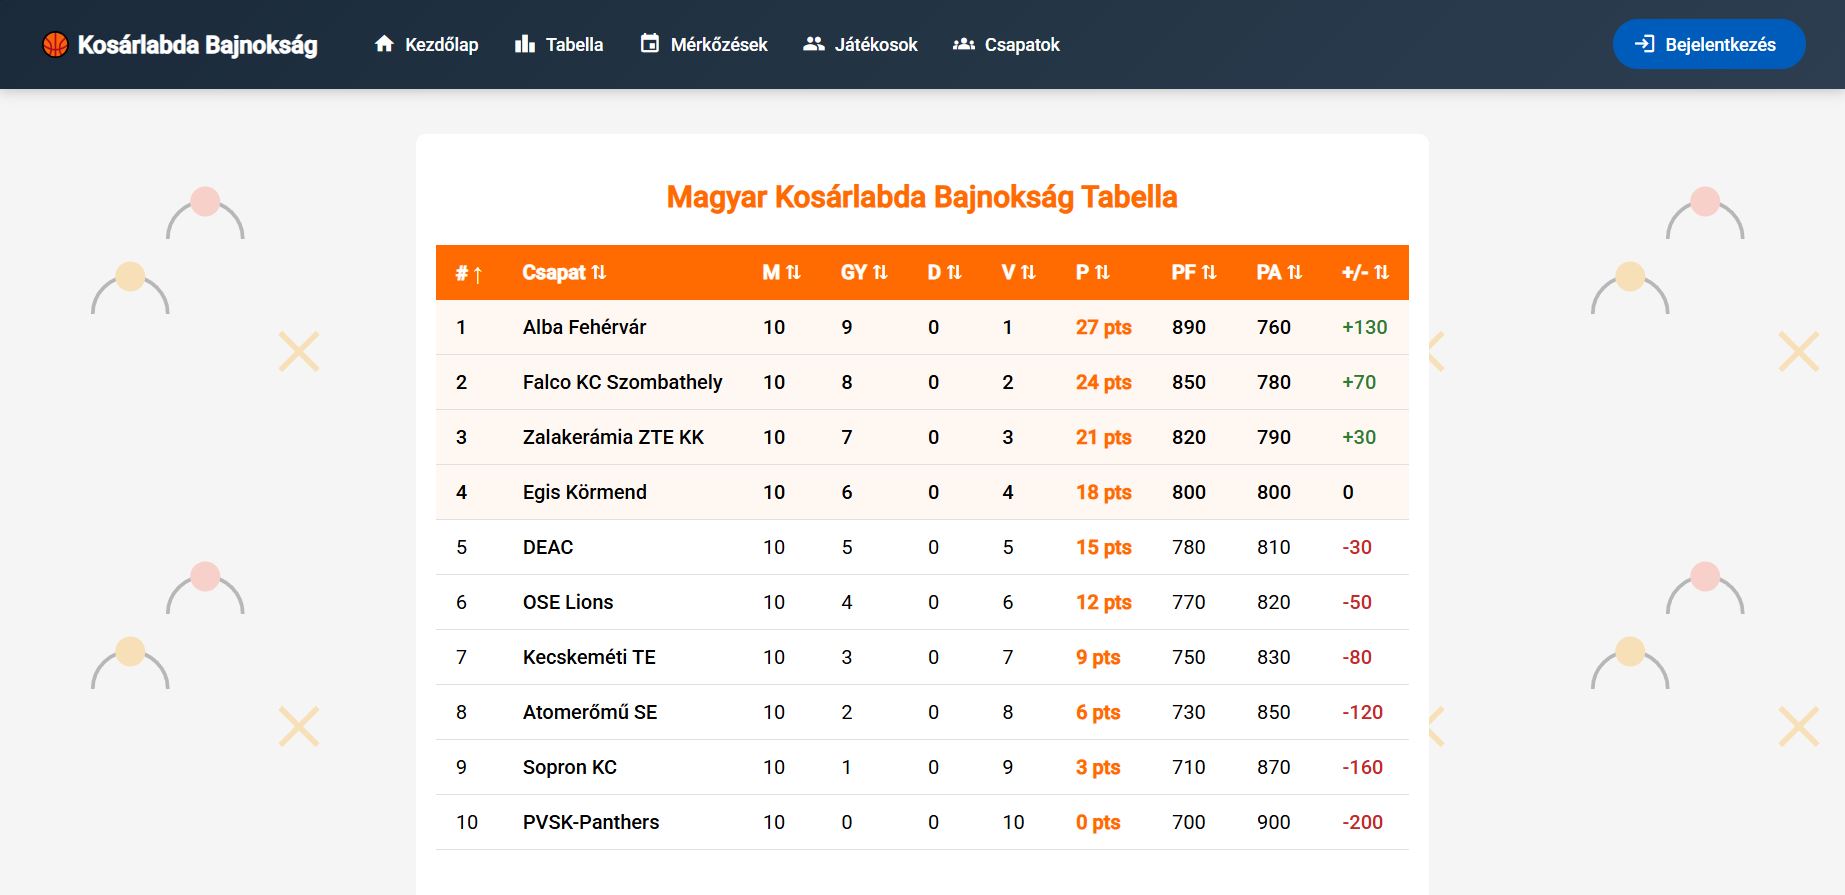 Kosárlabda Bajnokság Kezdőlap Tabella Mérkőzések Játékosok Csapatok Bejelentkezés
Magyar Kosárlabda Bajnokság Tabella
# ↑ Csapat ⇅ M ⇅ GY ⇅ D ⇅ V ⇅ P ⇅ PF ⇅ PA ⇅ +/- ⇅
1 Alba Fehérvár 10 9 0 1 27 pts 890 760 +130
2 Falco KC Szombathely 10 8 0 2 24 pts 850 780 +70
3 Zalakerámia ZTE KK 10 7 0 3 21 pts 820 790 +30
4 Egis Körmend 10 6 0 4 18 pts 800 800 0
5 DEAC 10 5 0 5 15 pts 780 810 -30
6 OSE Lions 10 4 0 6 12 pts 770 820 -50
7 Kecskeméti TE 10 3 0 7 9 pts 750 830 -80
8 Atomerőmű SE 10 2 0 8 6 pts 730 850 -120
9 Sopron KC 10 1 0 9 3 pts 710 870 -160
10 PVSK-Panthers 10 0 0 10 0 pts 700 900 -200